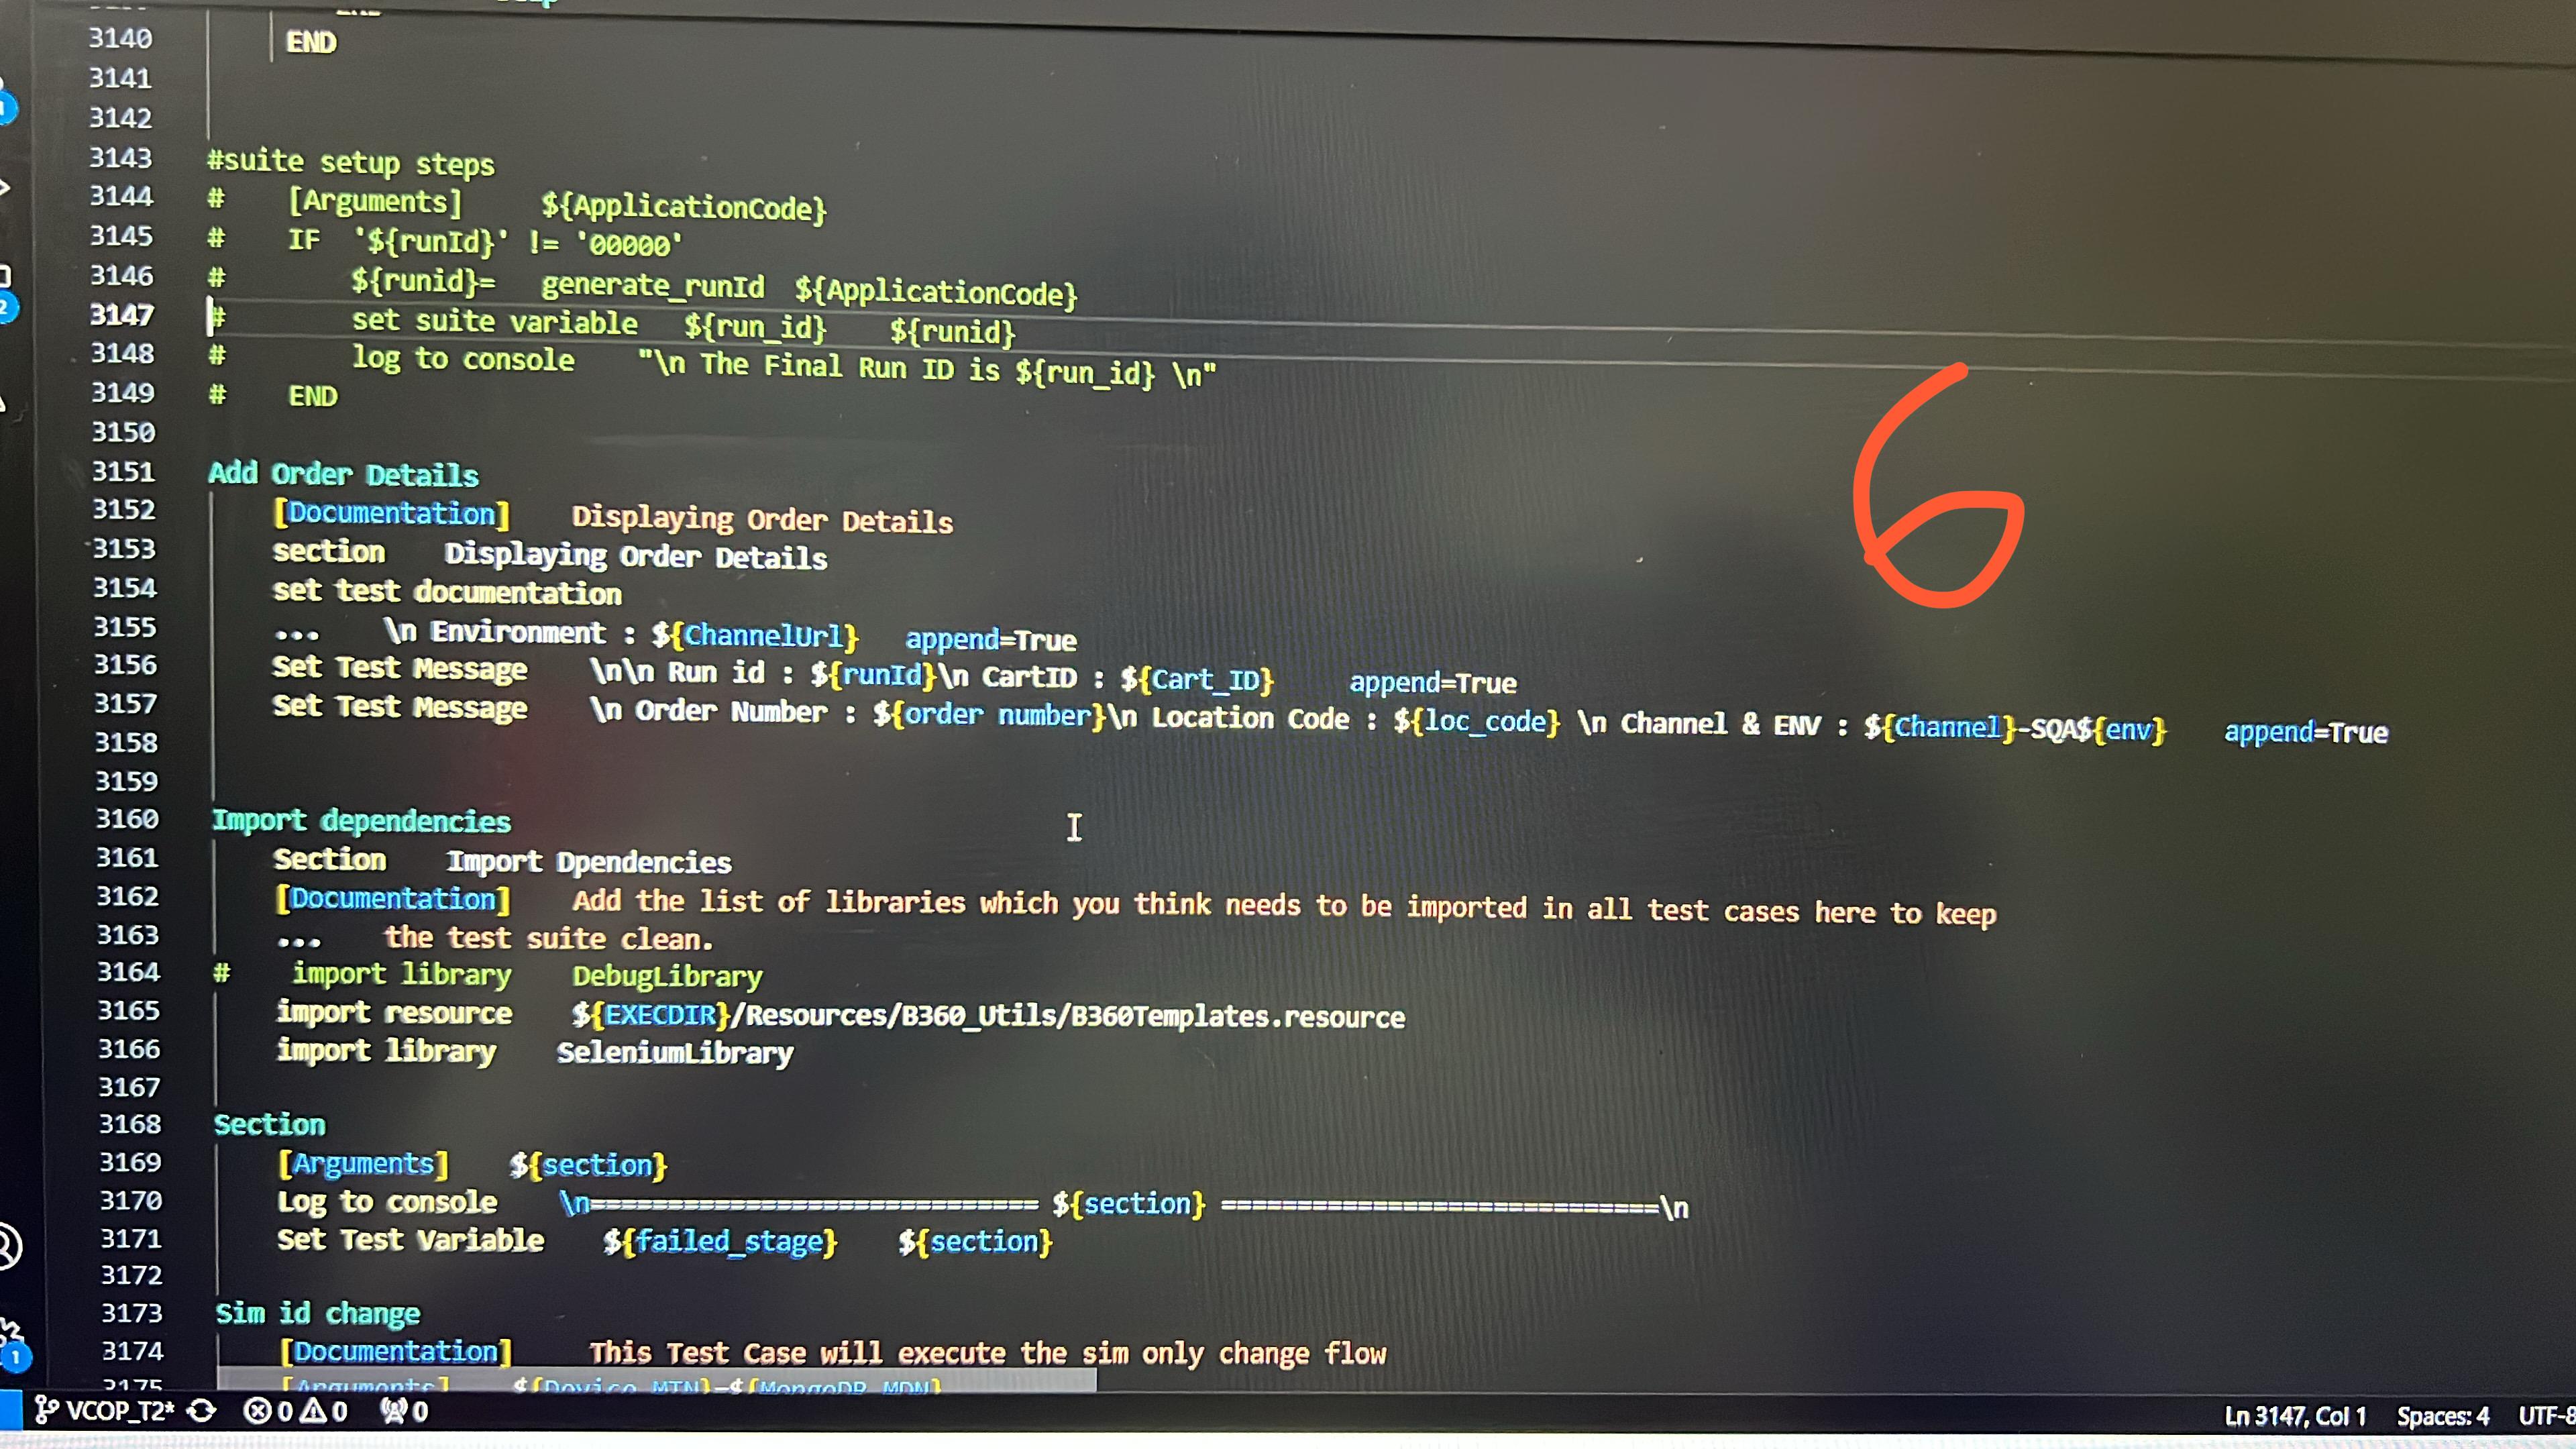 3140 END
3141
3142
3143 #suite setup steps
3144 # [Arguments] ${ApplicationCode}
3145 # IF '${runId}' != '00000'
3146 # ${runid}= generate_runId ${ApplicationCode}
3147 # set suite variable ${run_id} ${runid}
3148 # log to console "\n The Final Run ID is ${run_id} \n"
3149 # END
3150
3151 Add Order Details
3152 [Documentation] Displaying Order Details
3153 section Displaying Order Details
3154 set test documentation
3155 ... \n Environment : ${ChannelUrl} append=True
3156 Set Test Message \n\n Run id : ${runId}\n CartID : ${Cart_ID} append=True
3157 Set Test Message \n Order Number : ${order number}\n Location Code : ${loc_code} \n Channel & ENV : ${Channel}-SQA${env} append=True
3158
3159
3160 Import dependencies
3161 Section Import Dpendencies
3162 [Documentation] Add the list of libraries which you think needs to be imported in all test cases here to keep
3163 ... the test suite clean.
3164 # import library DebugLibrary
3165 import resource ${EXECDIR}/Resources/B360_Utils/B360Templates.resource
3166 import library SeleniumLibrary
3167
3168 Section
3169 [Arguments] ${section}
3170 Log to console \n============================ ${section} ============================\n
3171 Set Test Variable ${failed_stage} ${section}
3172
3173 Sim id change
3174 [Documentation] This Test Case will execute the sim only change flow
3175 [Arguments]
6
VCOP_T2* 0 0 0 Ln 3147, Col 1 Spaces: 4 UTF-8
2
1